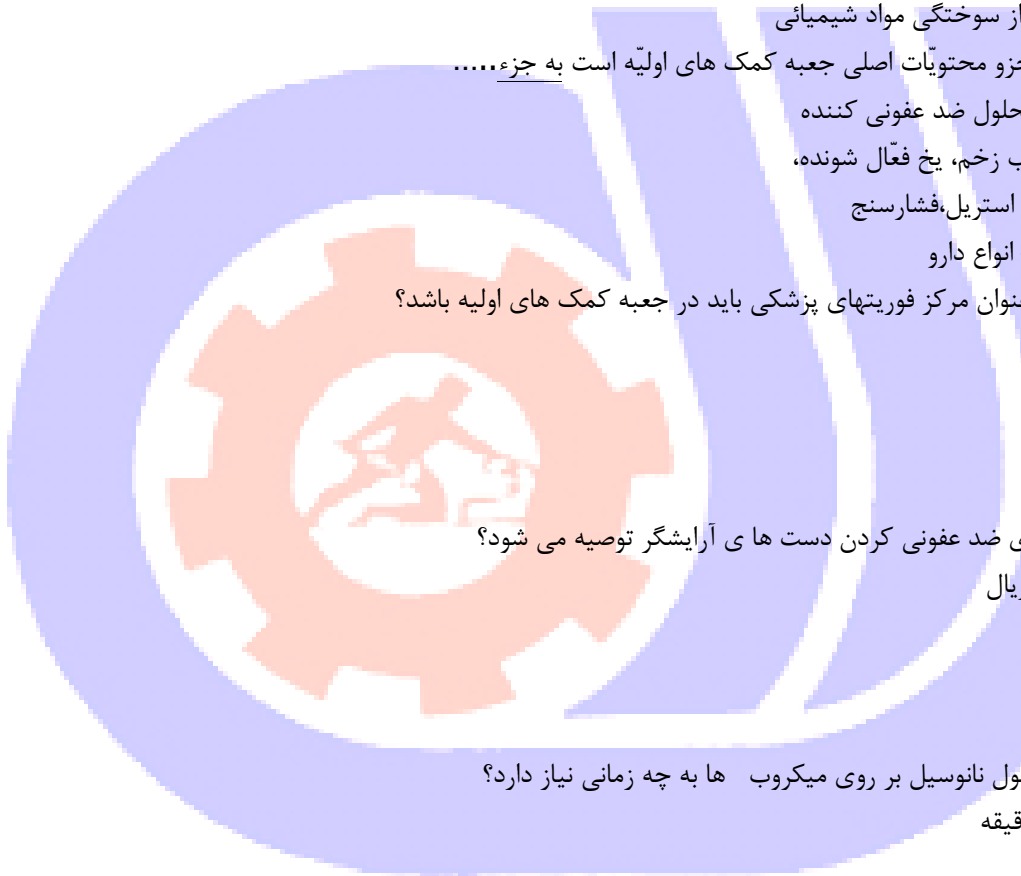 از سوختگی مواد شیمیائی
جزو محتویّات اصلی جعبه کمک های اولیّه است به جزء.....
حلول ضد عفونی کننده
ب زخم، یخ فعّال شونده،
استریل،فشارسنج
انواع دارو
عنوان مرکز فوریتهای پزشکی باید در جعبه کمک های اولیه باشد؟
ی ضد عفونی کردن دست ها ی آرایشگر توصیه می شود؟
ریال
ول نانوسیل بر روی میکروب ها به چه زمانی نیاز دارد؟
قیقه